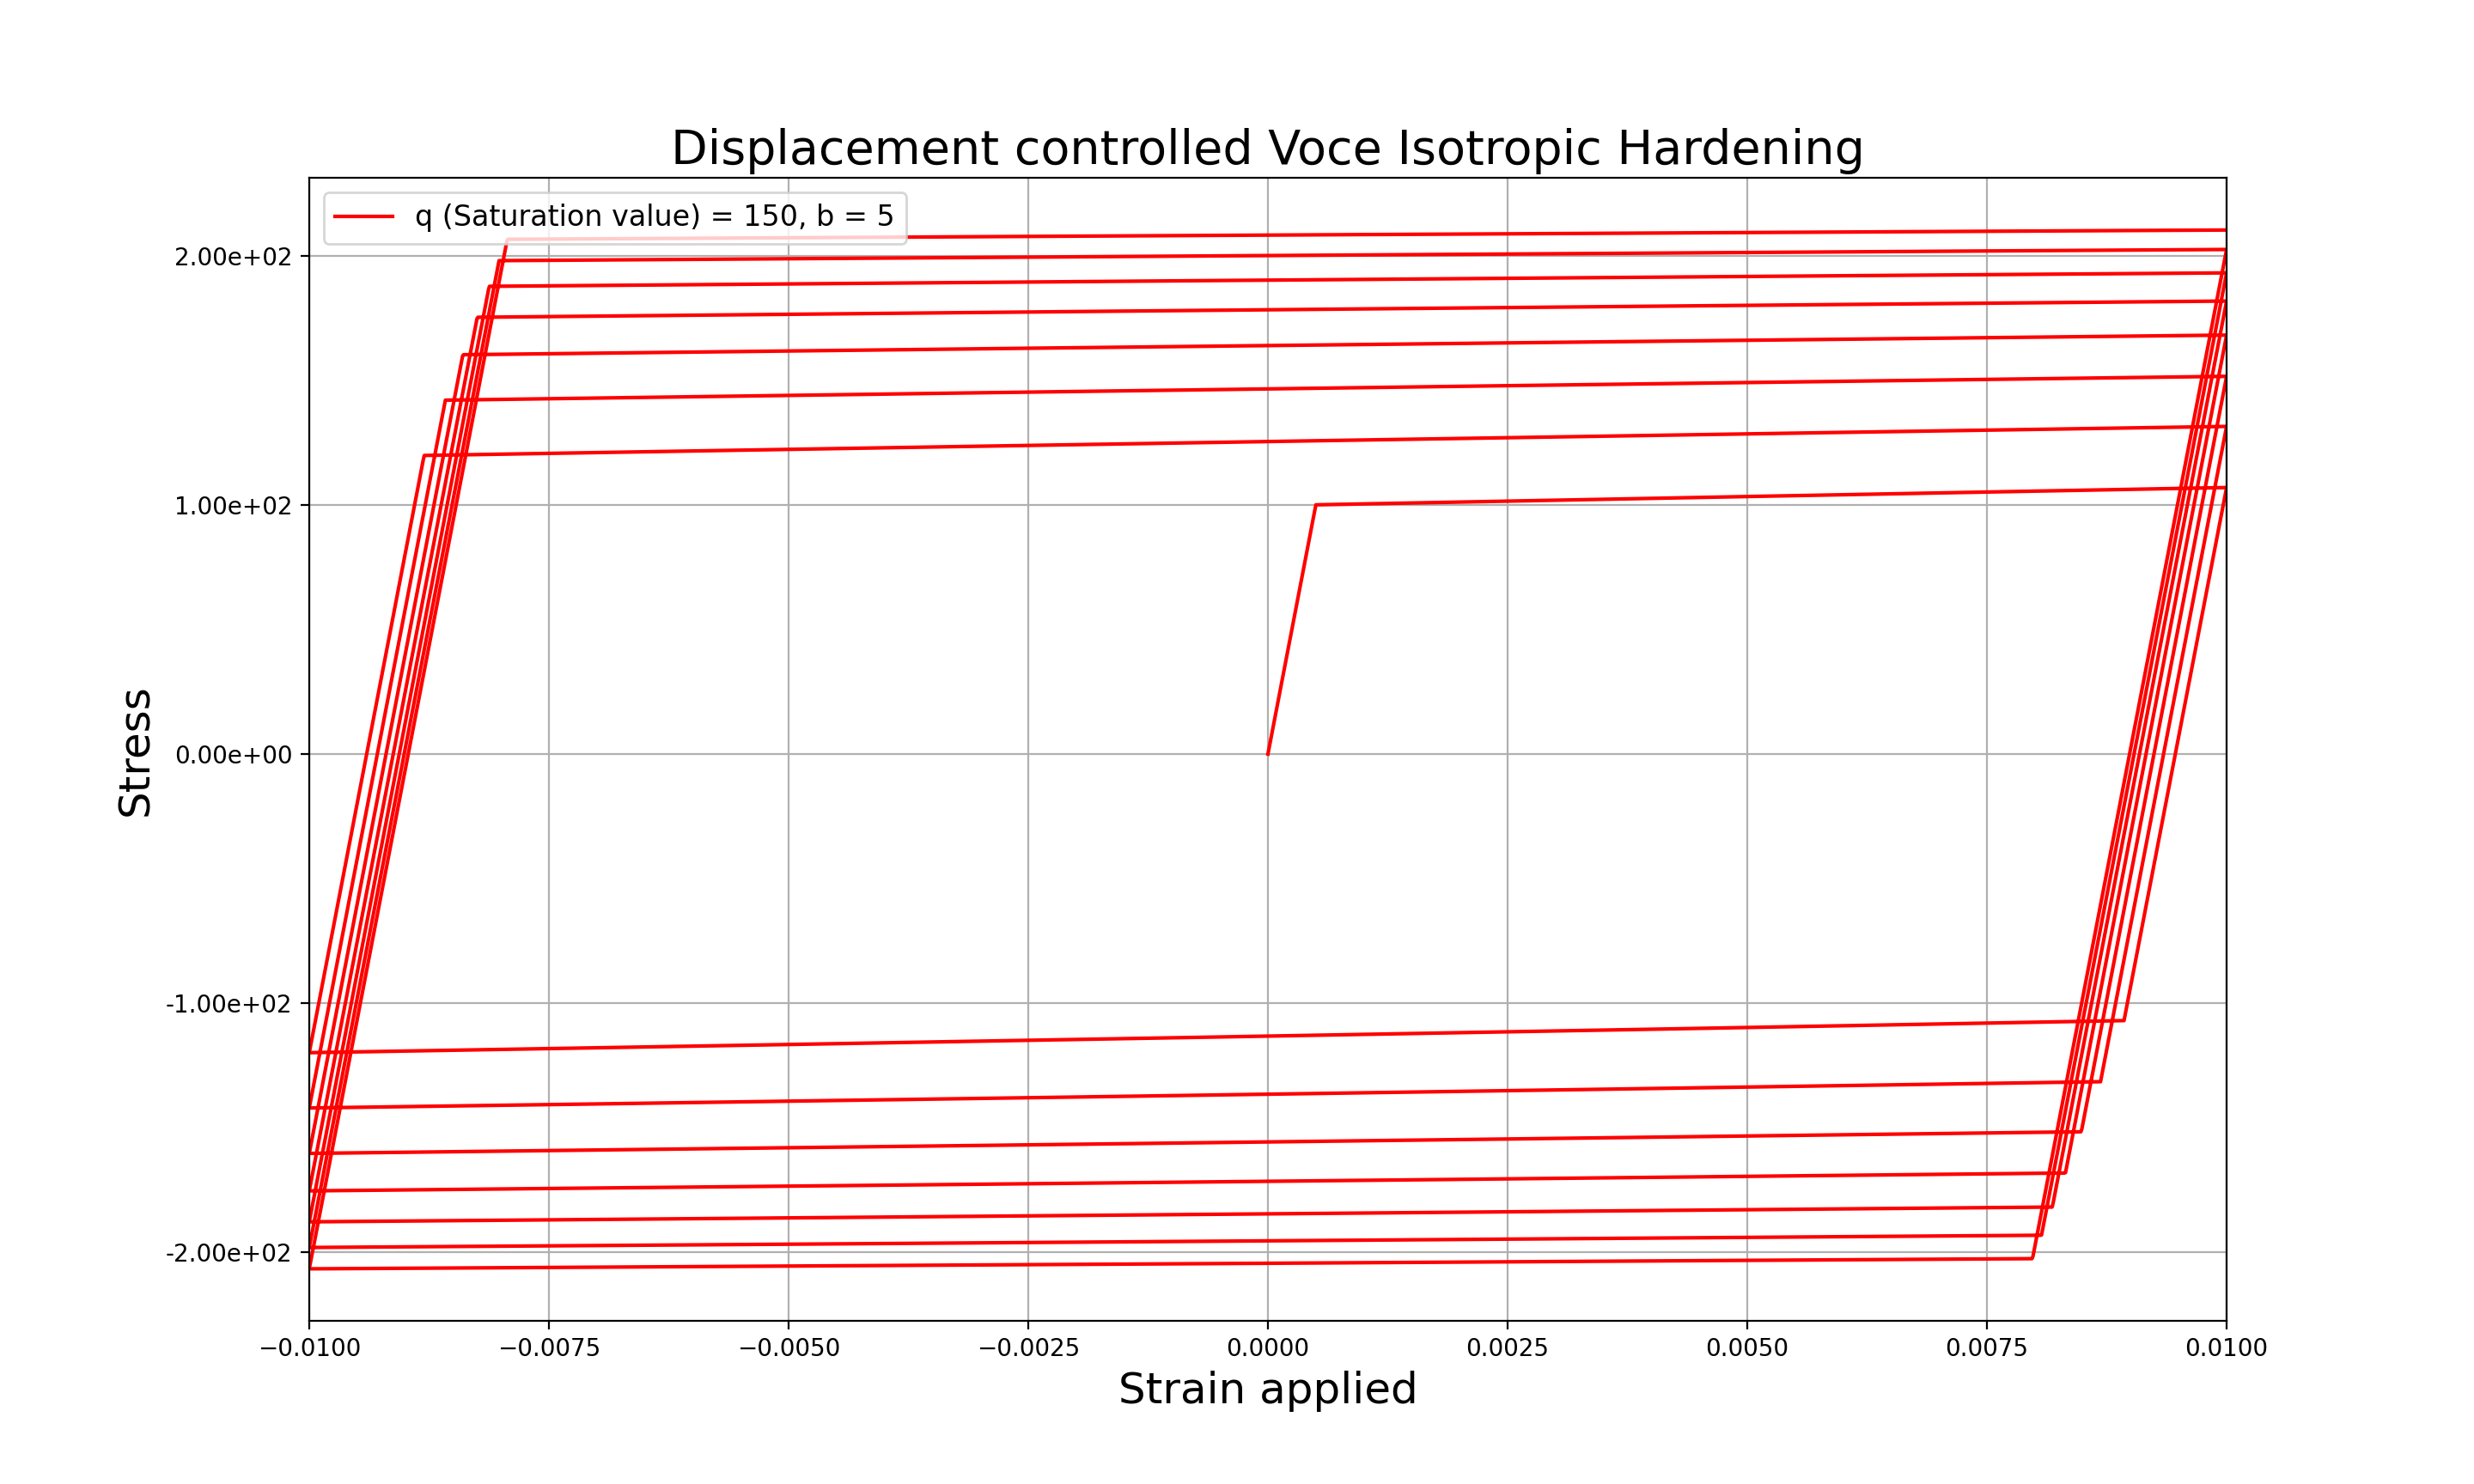 Displacement controlled Voce Isotropic Hardening
q (Saturation value) = 150, b = 5
2.00e+02
1.00e+02
0.00e+00
-1.00e+02
-2.00e+02
Stress
−0.0100 −0.0075 −0.0050 −0.0025 0.0000 0.0025 0.0050 0.0075 0.0100
Strain applied